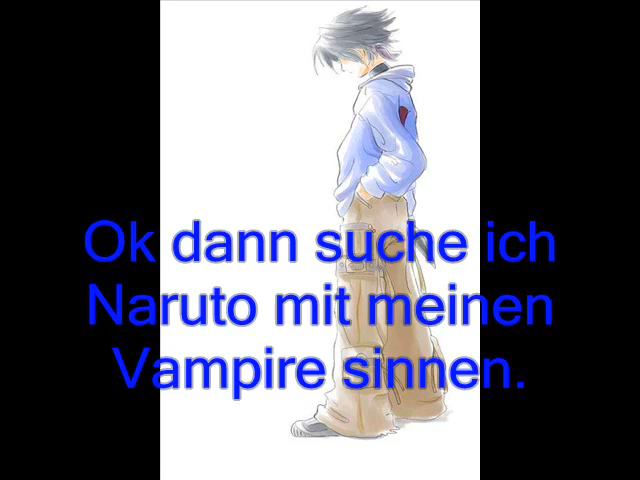 Ok dann suche ich
Naruto mit meinen
Vampire sinnen.